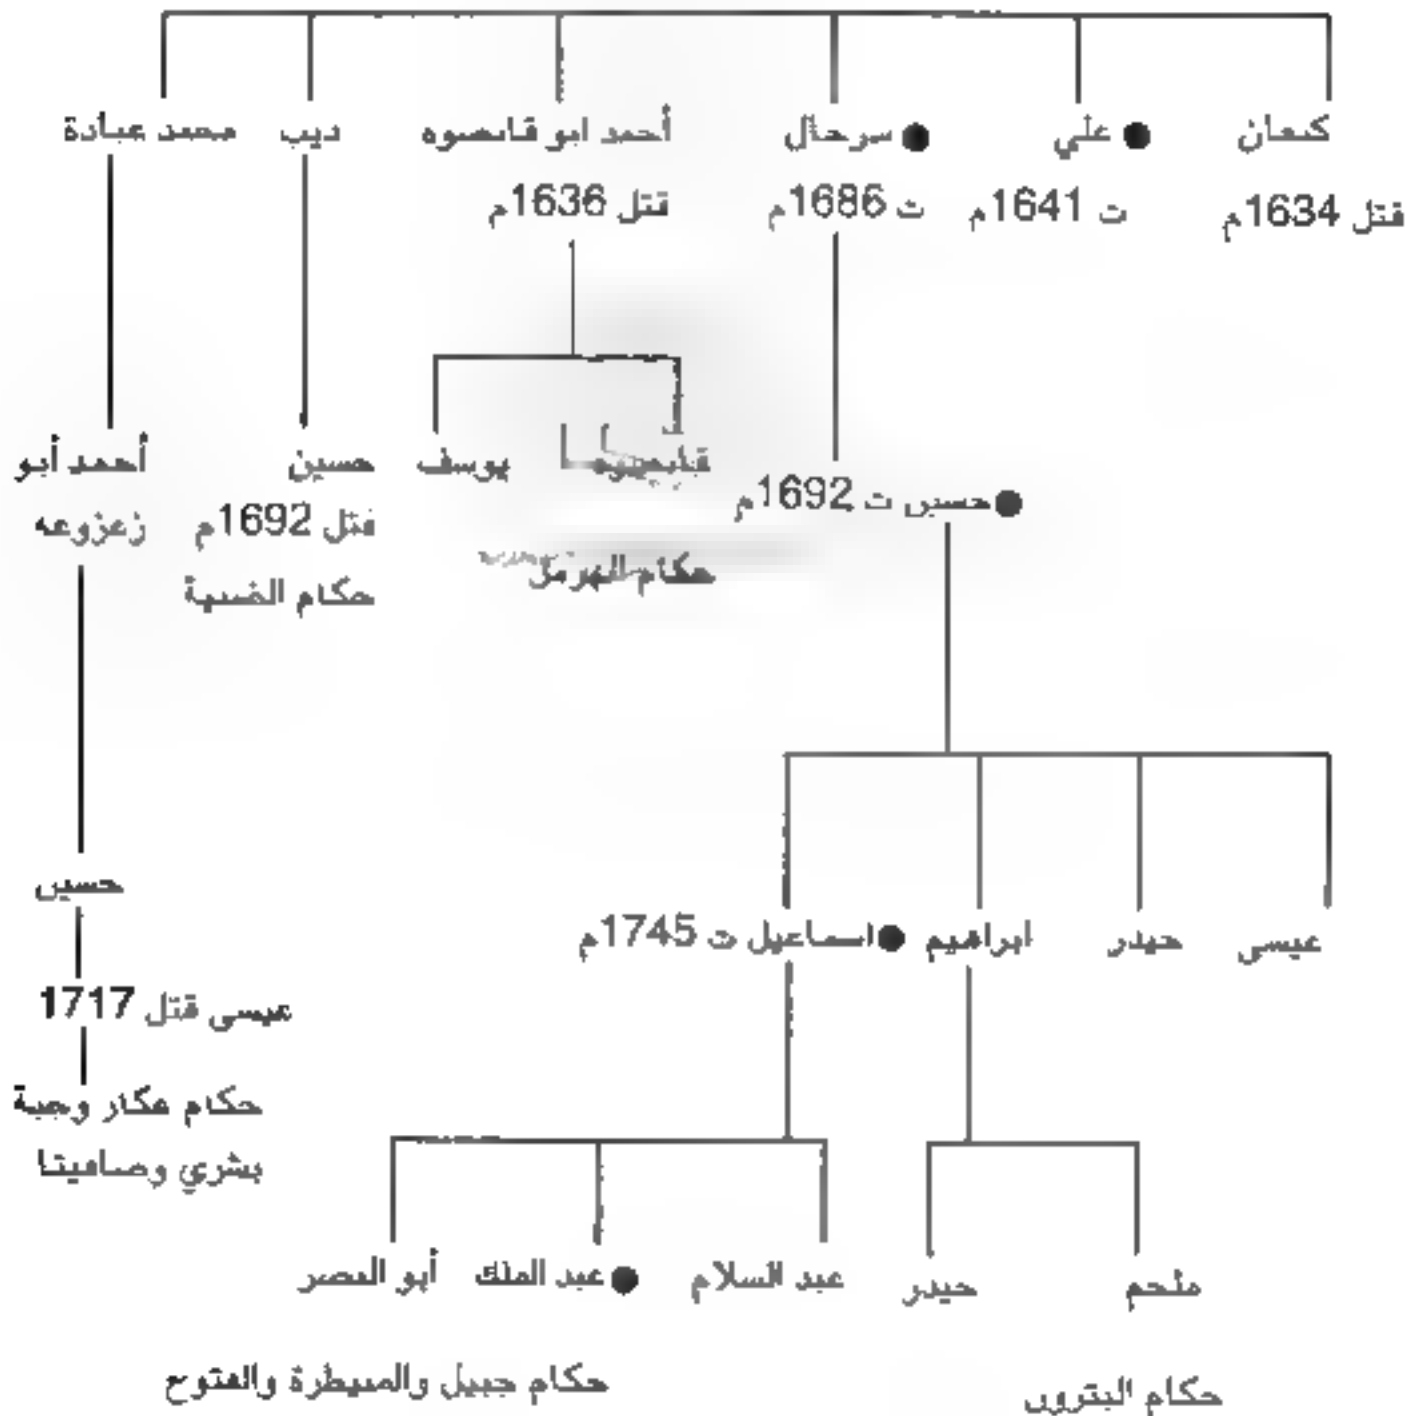 كنعان
قتل 1634م
علي
ت 1641م
سرحال
ت 1686م
أحمد ابو قانصوه
قتل 1636م
ديب
محمد عبادة
حسين ت 1692م
يوسف
حكام الهرمل
حسين
قتل 1692م
حكام الضنية
أحمد أبو
زعزوعه
حسين
عيسى قتل 1717
حكام عكار وجبة
بشري وصافيتا
عيسى
حيدر
ابراهيم
اسماعيل ت 1745م
ملحم
حيدر
عبد السلام
عبد الملك
أبو النصر
حكام البترون
حكام جبيل والمنيطرة والفتوح